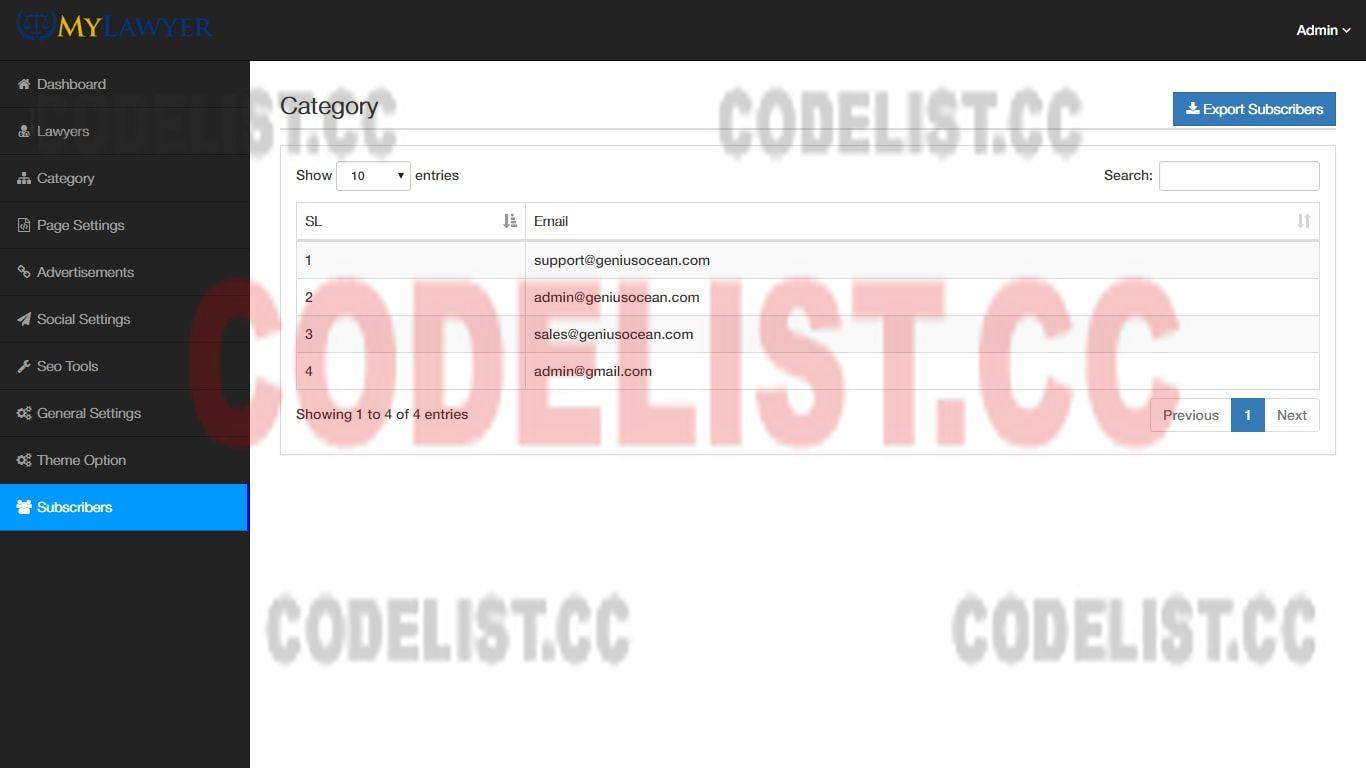 MYLAWYER
Admin
Dashboard
Lawyers
Category
Page Settings
Advertisements
Social Settings
Seo Tools
General Settings
Theme Option
Subscribers
Category
Export Subscribers
Show 10 entries
Search:
SL Email
1 support@geniusocean.com
2 admin@geniusocean.com
3 sales@geniusocean.com
4 admin@gmail.com
Showing 1 to 4 of 4 entries
Previous 1 Next
CODELIST.CC
CODELIST.CC
CODELIST.CC
CODELIST.CC
CODELIST.CC